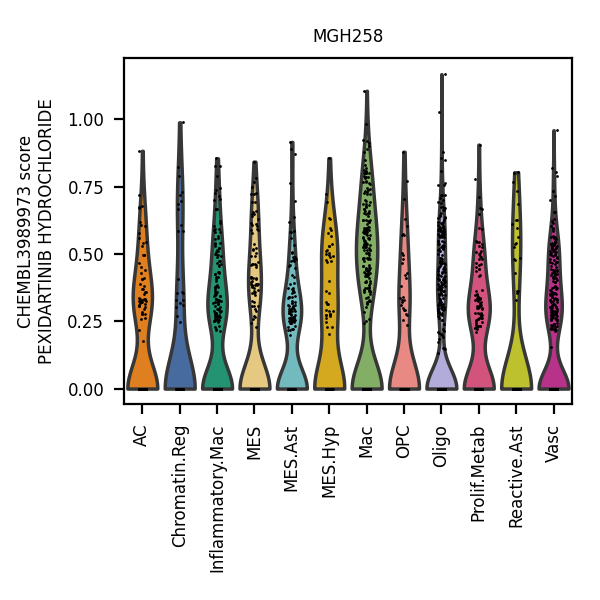 MGH258
CHEMBL3989973 score
PEXIDARTINIB HYDROCHLORIDE
1.00
0.75
0.50
0.25
0.00
AC
Chromatin.Reg
Inflammatory.Mac
MES
MES.Ast
MES.Hyp
Mac
OPC
Oligo
Prolif.Metab
Reactive.Ast
Vasc